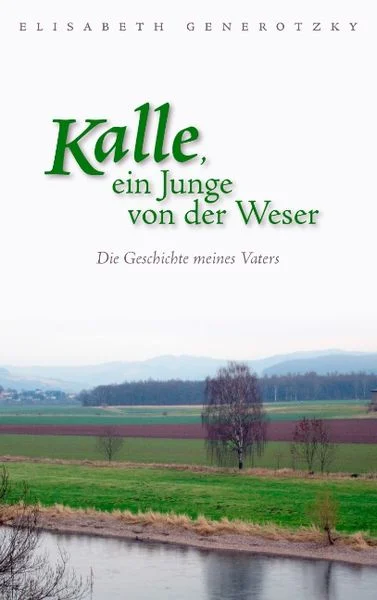 ELISABETH GENEROTZKY
Kalle,
ein Junge
von der Weser
Die Geschichte meines Vaters